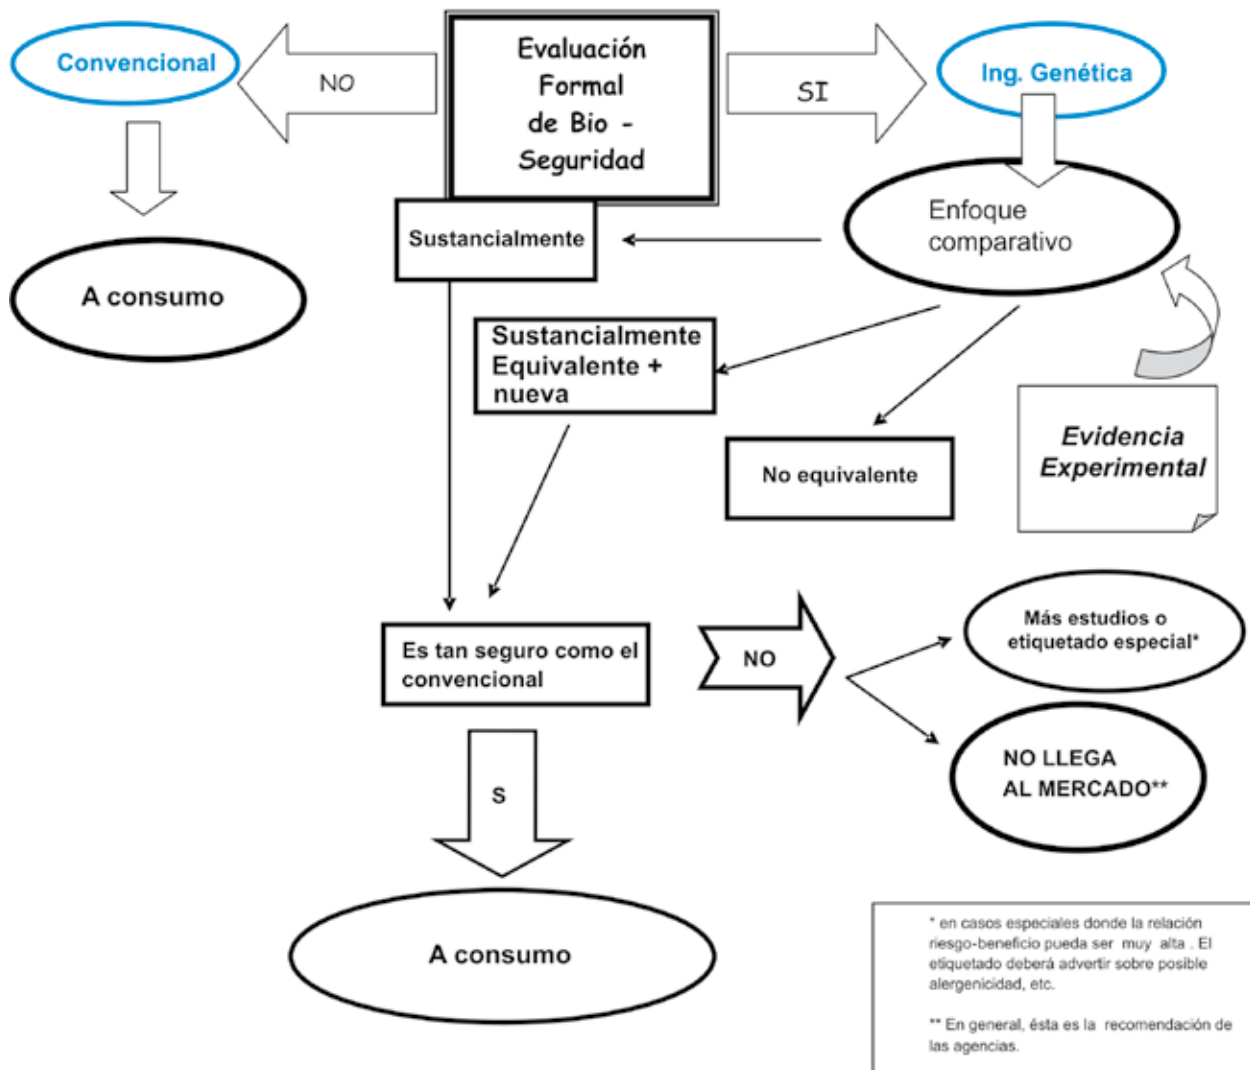 Evaluación
Formal
de Bio -
Seguridad
Convencional
NO
SI
Ing. Genética
A consumo
Sustancialmente
Enfoque
comparativo
Sustancialmente
Equivalente +
nueva
No equivalente
Evidencia
Experimental
Es tan seguro como el
convencional
NO
Más estudios o
etiquetado especial*
NO LLEGA
AL MERCADO**
S
A consumo
* en casos especiales donde la relación
riesgo-beneficio pueda ser muy alta . El
etiquetado deberá advertir sobre posible
alergenicidad, etc.
** En general, ésta es la recomendación de
las agencias.